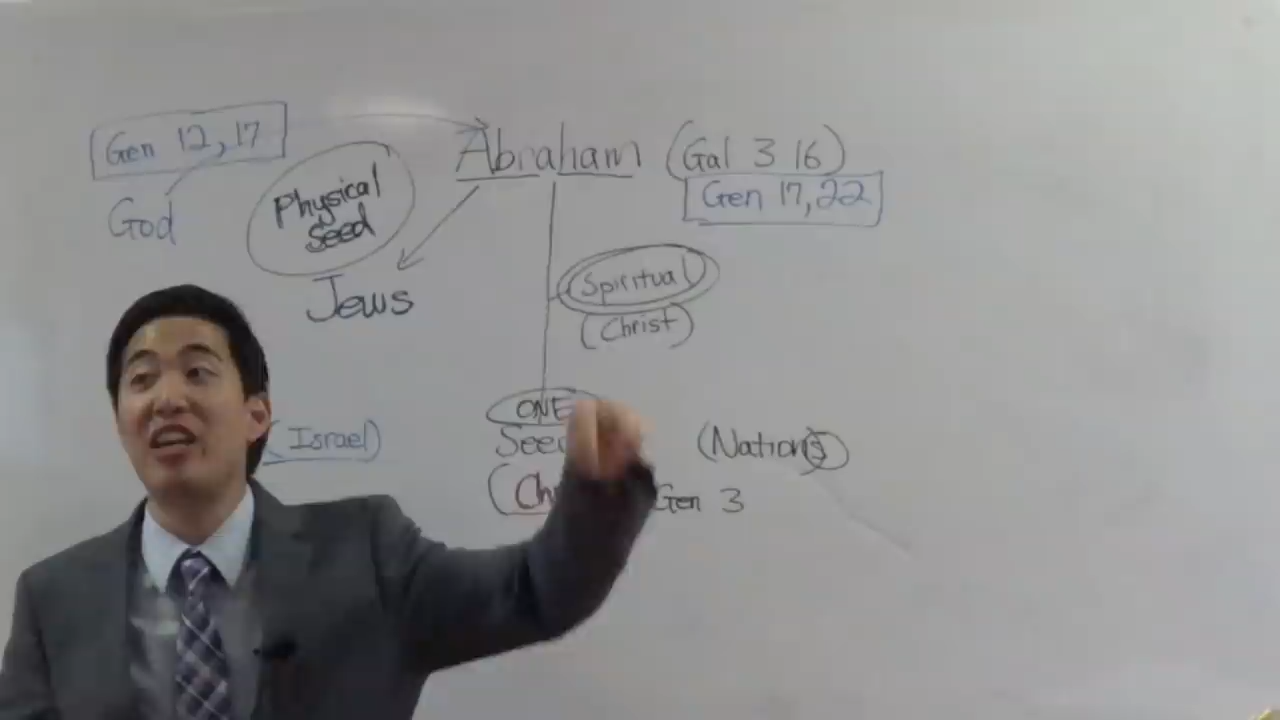 Gen 12, 17
Abraham (Gal 3 16)
Gen 17, 22
God
Physical
Seed
Jews
Spiritual
(Christ)
ONE
(Israel)
(Nations)
Gen 3